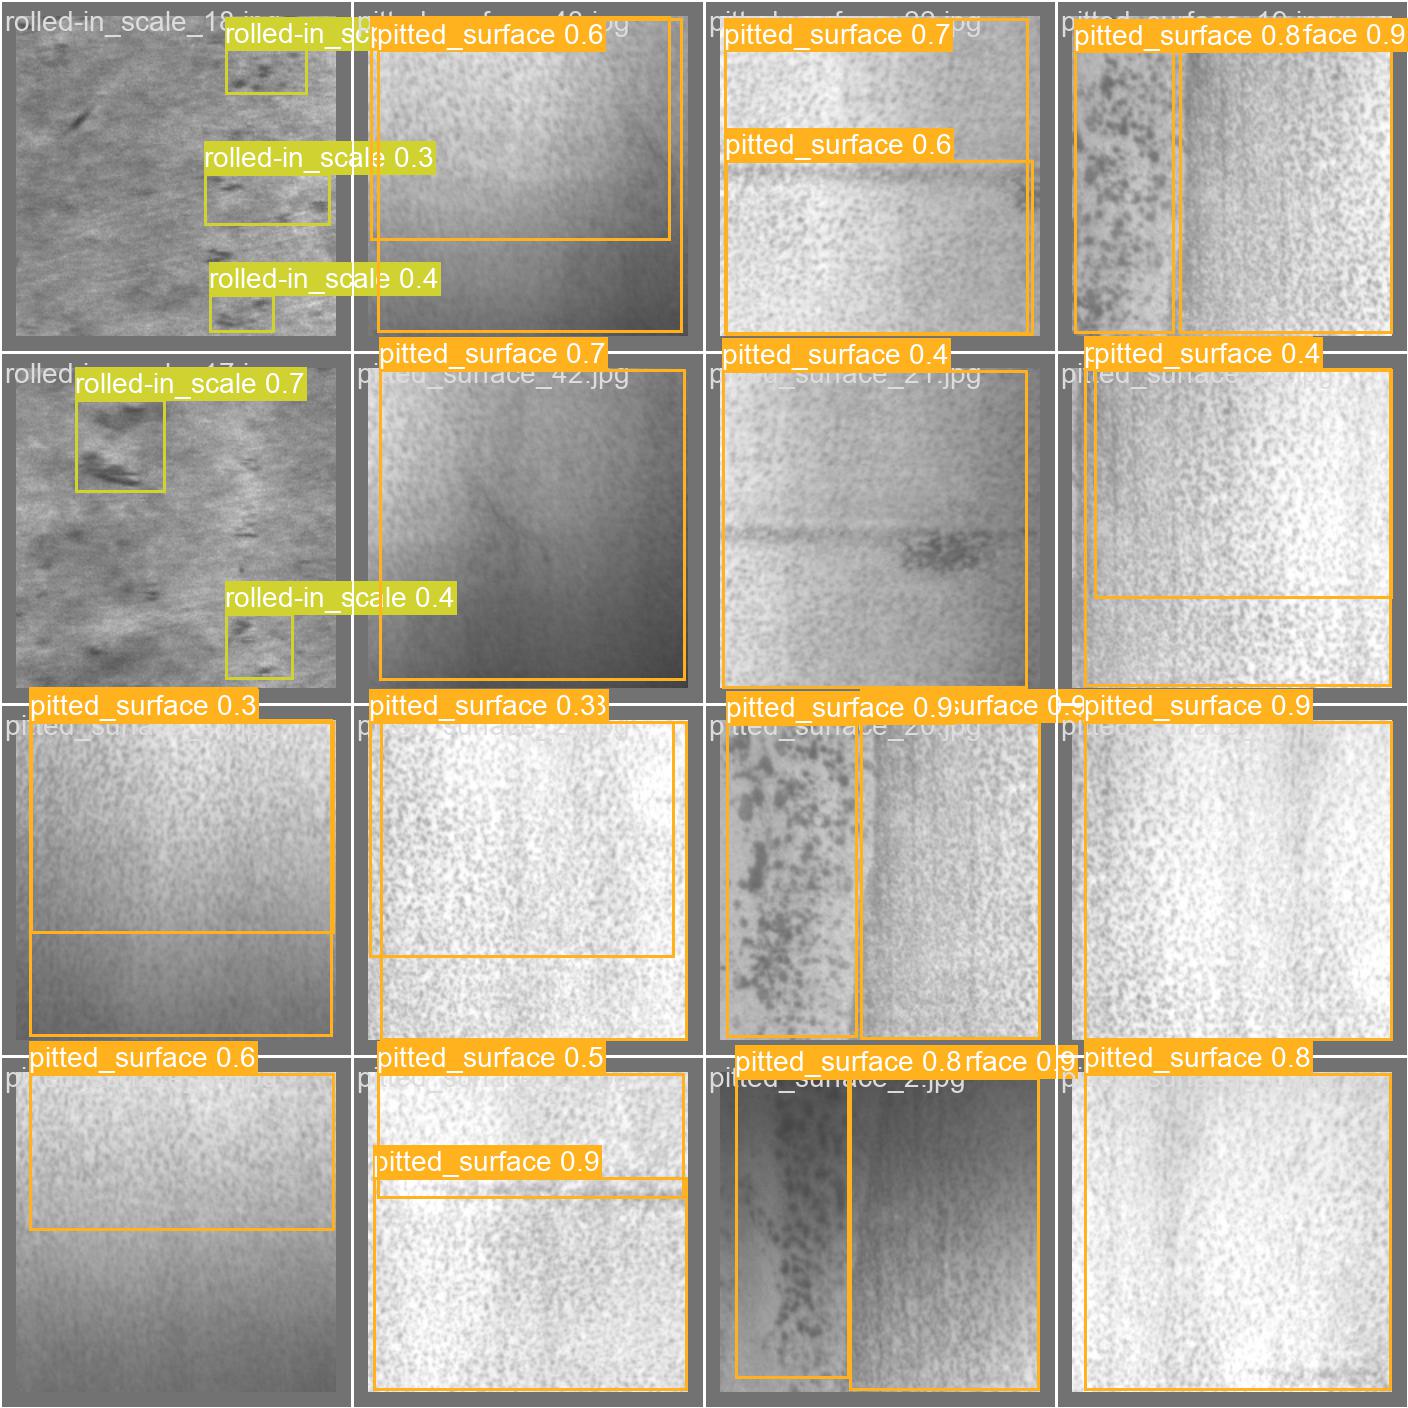 rolled-in_scale_18.jpg
rolled-in_sc
pitted_surface 0.6
pitted_surface 0.7
pitted_surface 0.8
face 0.9
pitted_surface 0.6
rolled-in_scale 0.3
rolled-in_scale 0.4
rolled-in_scale 0.7
pitted_surface 0.7
pitted_surface_42.jpg
pitted_surface 0.4
pitted_surface_21.jpg
pitted_surface 0.4
rolled-in_scale 0.4
pitted_surface 0.3
pitted_surface 0.3
pitted_surface 0.9
surface 0.9
pitted_surface_20.jpg
pitted_surface 0.9
pitted_surface 0.6
pitted_surface 0.5
pitted_surface 0.8
rface 0.9
pitted_surface_2.jpg
pitted_surface 0.8
pitted_surface 0.9